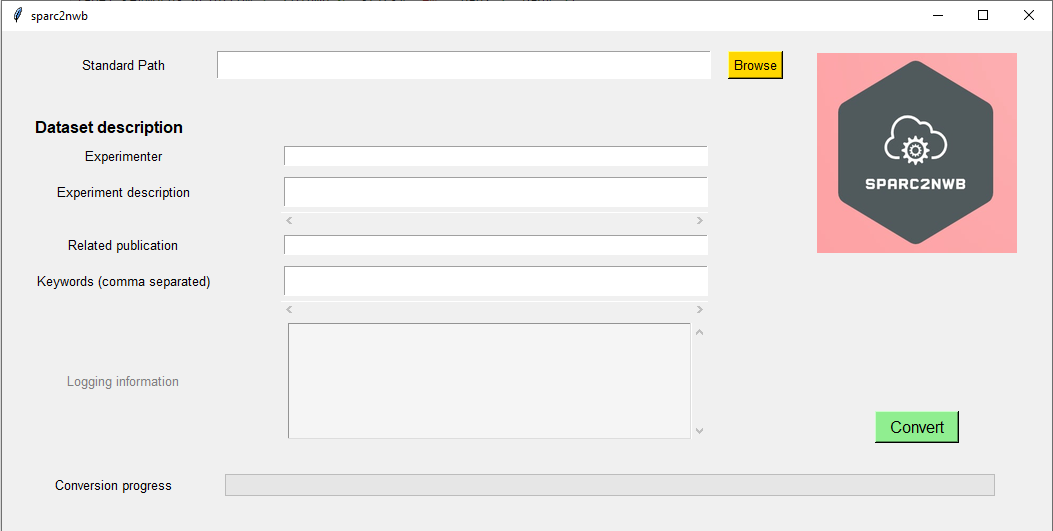 sparc2nwb
Standard Path
Browse
Dataset description
Experimenter
Experiment description
Related publication
Keywords (comma separated)
Logging information
Conversion progress
SPARC2NWB
Convert